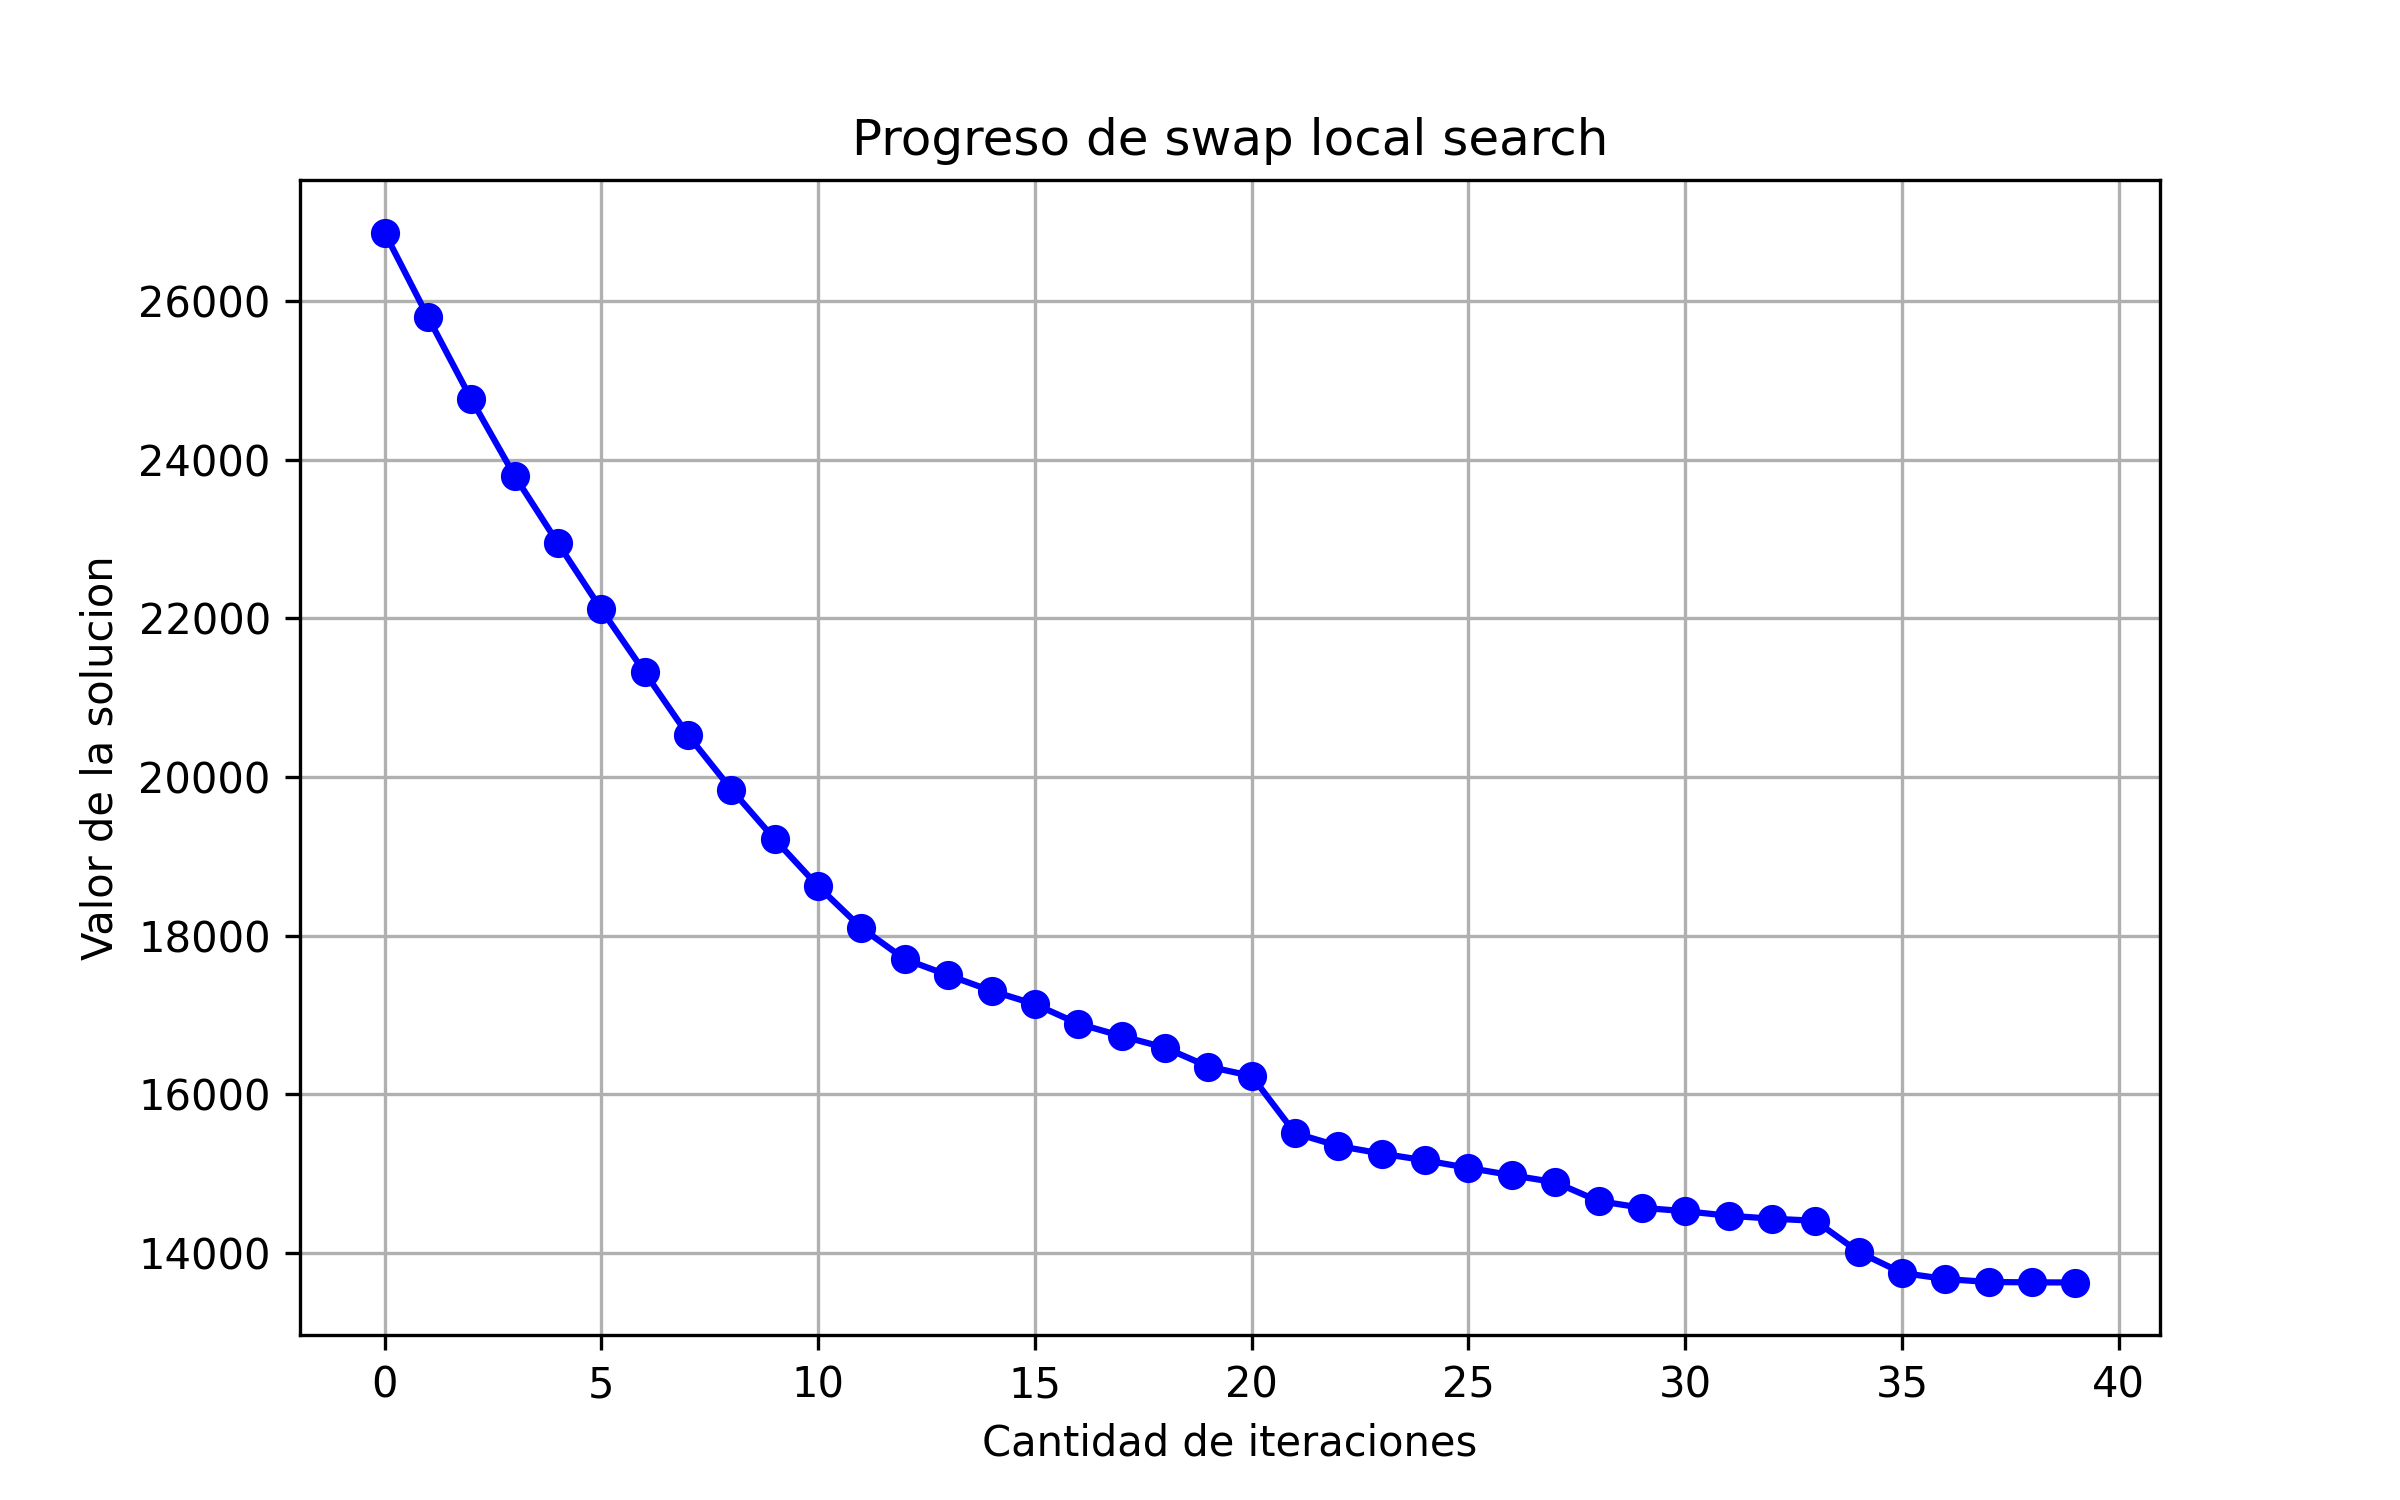 Progreso de swap local search
Valor de la solucion
26000
24000
22000
20000
18000
16000
14000
0 5 10 15 20 25 30 35 40
Cantidad de iteraciones